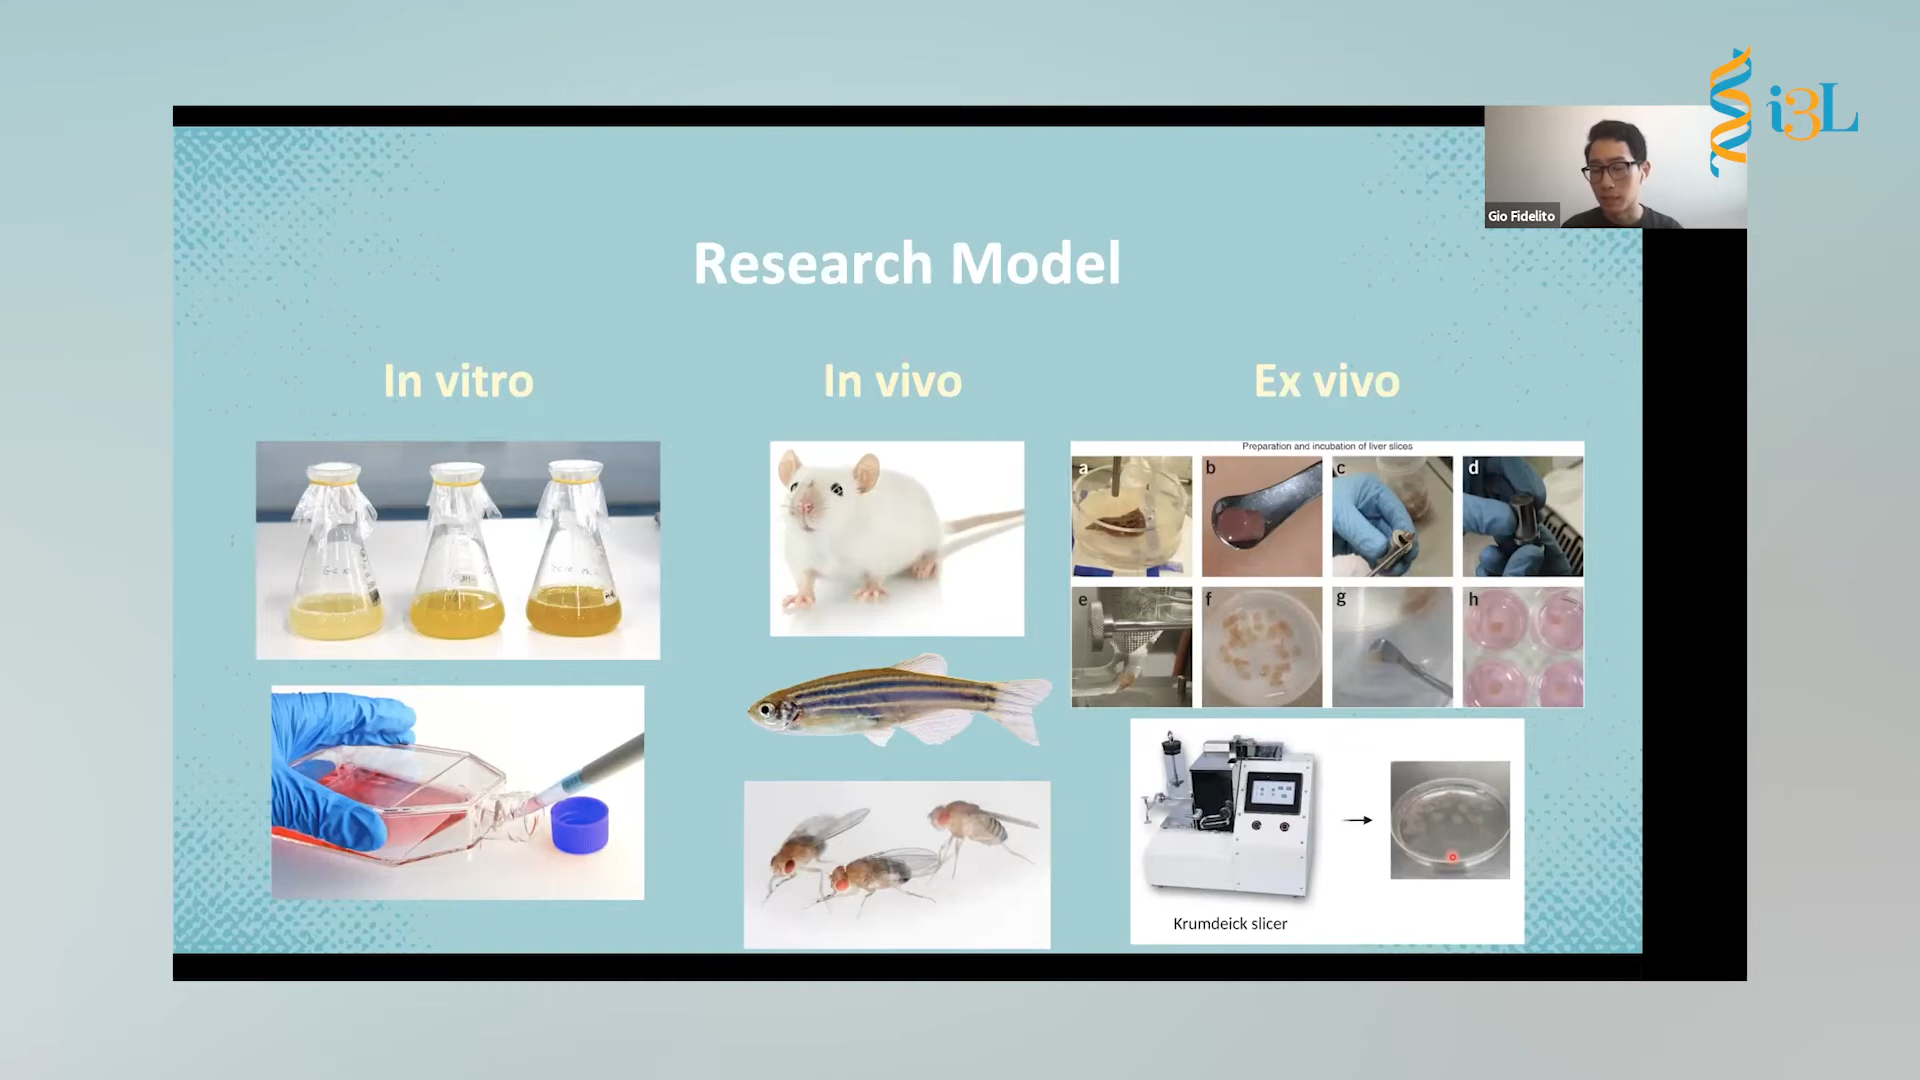 i3L
Gio Fidelito
Research Model
In vitro
In vivo
Ex vivo
Preparation and incubation of liver slices
a
b
c
d
e
f
g
h
Krumdeick slicer